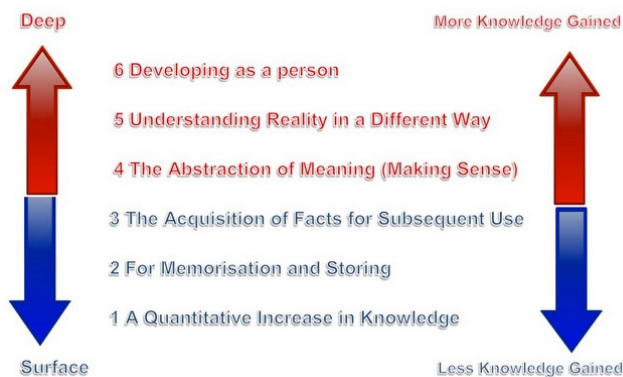 Deep
More Knowledge Gained
6 Developing as a person
5 Understanding Reality in a Different Way
4 The Abstraction of Meaning (Making Sense)
3 The Acquisition of Facts for Subsequent Use
2 For Memorisation and Storing
1 A Quantitative Increase in Knowledge
Surface
Less Knowledge Gained